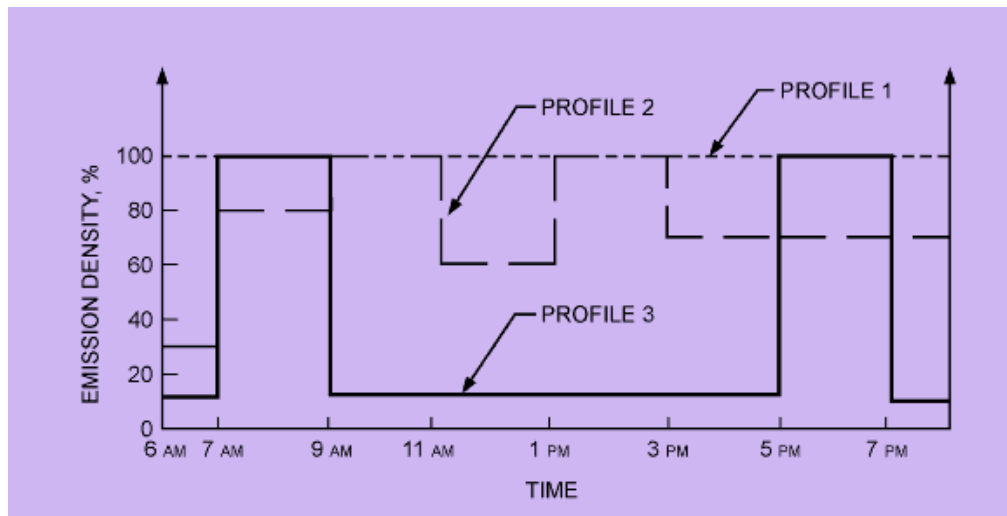 PROFILE 1
PROFILE 2
100
80
60
40
20
0
EMISSION DENSITY, %
PROFILE 3
6 AM 7 AM 9 AM 11 AM 1 PM 3 PM 5 PM 7 PM
TIME